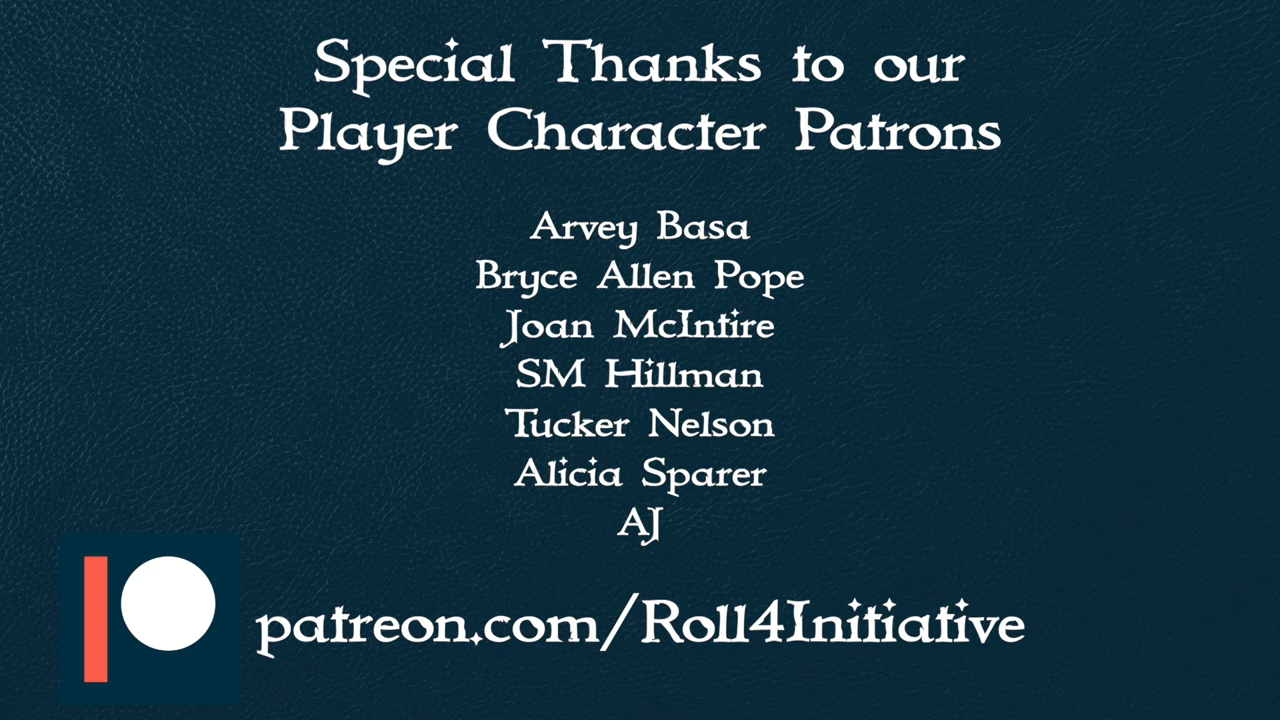 Special Thanks to our
Player Character Patrons
Arvey Basa
Bryce Allen Pope
Joan McIntire
SM Hillman
Tucker Nelson
Alicia Sparer
AJ
patreon.com/Roll4Initiative